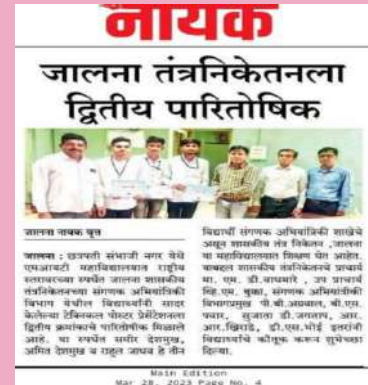 नायक
जालना तंत्रनिकेतनला
द्वितीय पारितोषिक
जालना नायक वृत्त
जालना : छत्रपती संभाजी नगर येथे
एमआयटी महाविद्यालयात राष्ट्रीय
स्तरावरच्या स्पर्धेत जालना शासकीय
तंत्रनिकेतनच्या संगणक अभियांत्रिकी
विभाग येथील विद्यार्थ्यांनी सादर
केलेल्या टेक्निकल पोस्टर प्रेझेंटेशनला
द्वितीय क्रमांकाचे पारितोषीक मिळाले
आहे. या स्पर्धेत समीर देशमुख,
अमित देशमुख व राहुल जाधव हे तीन
विद्यार्थी संगणक अभियांत्रिकी शाखेचे
असून शासकीय तंत्र निकेतन ,जालना
या महाविद्यालयात शिक्षण घेत आहेत.
याबद्दल शासकीय तंत्रनिकेतनचे प्राचार्य
मा. एम. डी.वाघमारे , उप प्राचार्य
व्हि.एम. बुक्का, संगणक अभियांत्रिकी
विभागप्रमुख पी.बी.अग्रवाल, बी.एस.
पवार, सुजाता डी.जगताप, आर.
आर.खिराडे, डी.एस.भोई इतरांनी
विद्यार्थ्यांचे कौतूक करून शुभेच्छा
दिल्या.
Main Edition
Mar 28, 2023 Page No. 4